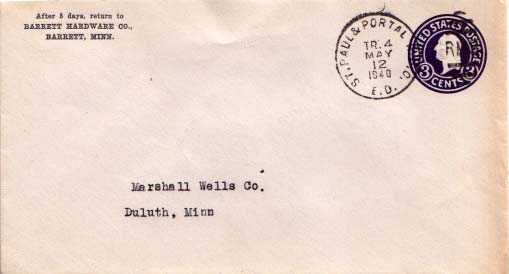 After 5 days, return to
BARRETT HARDWARE CO.,
BARRETT, MINN.
ST. PAUL & PORTAL
TR. 4
MAY
12
1940
E.D.
UNITED STATES POSTAGE
3 CENTS 3
Marshall Wells Co.
Duluth, Minn